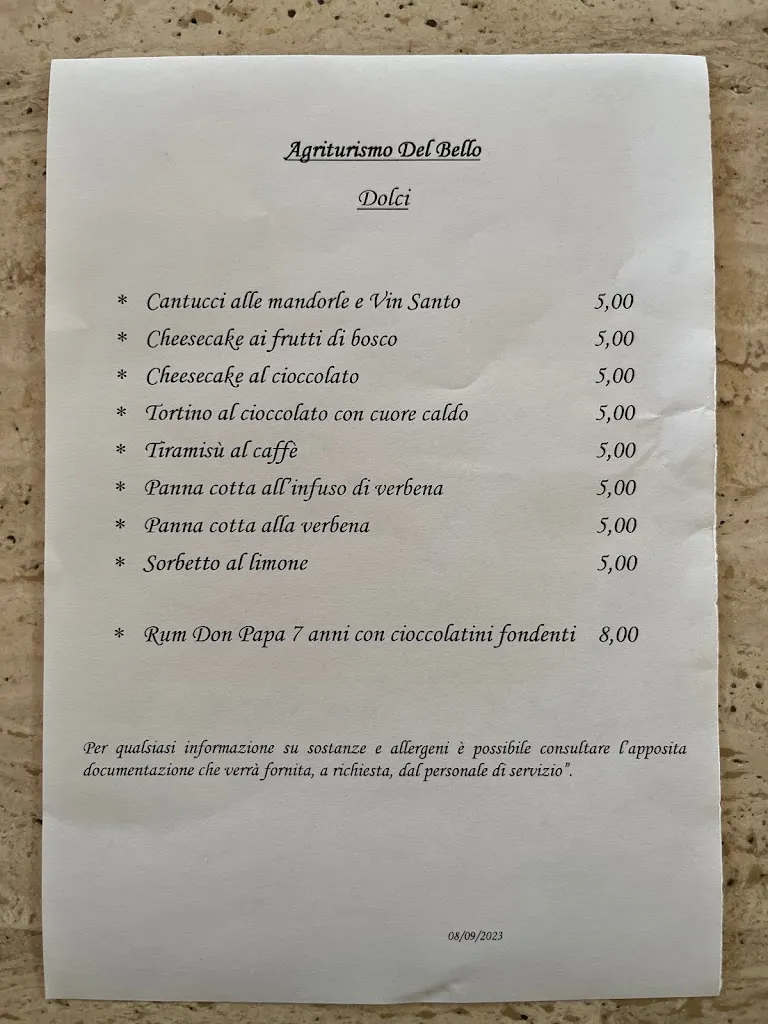 Agriturismo Del Bello
Dolci
* Cantucci alle mandorle e Vin Santo 5,00
* Cheesecake ai frutti di bosco 5,00
* Cheesecake al cioccolato 5,00
* Tortino al cioccolato con cuore caldo 5,00
* Tiramisù al caffè 5,00
* Panna cotta all'infuso di verbena 5,00
* Panna cotta alla verbena 5,00
* Sorbetto al limone 5,00
* Rum Don Papa 7 anni con cioccolatini fondenti 8,00
Per qualsiasi informazione su sostanze e allergeni è possibile consultare l'apposita
documentazione che verrà fornita, a richiesta, dal personale di servizio”.
08/09/2023